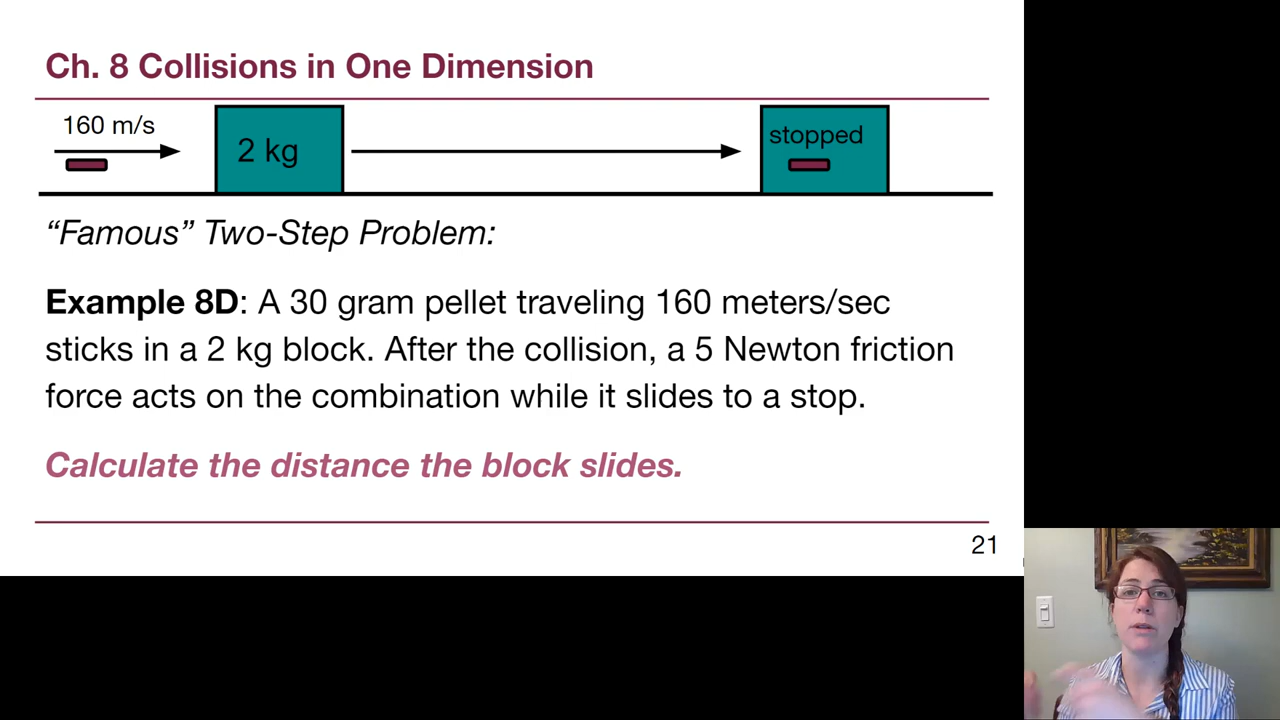 Ch. 8 Collisions in One Dimension
160 m/s
2 kg
stopped
“Famous” Two-Step Problem:
Example 8D: A 30 gram pellet traveling 160 meters/sec
sticks in a 2 kg block. After the collision, a 5 Newton friction
force acts on the combination while it slides to a stop.
Calculate the distance the block slides.
21